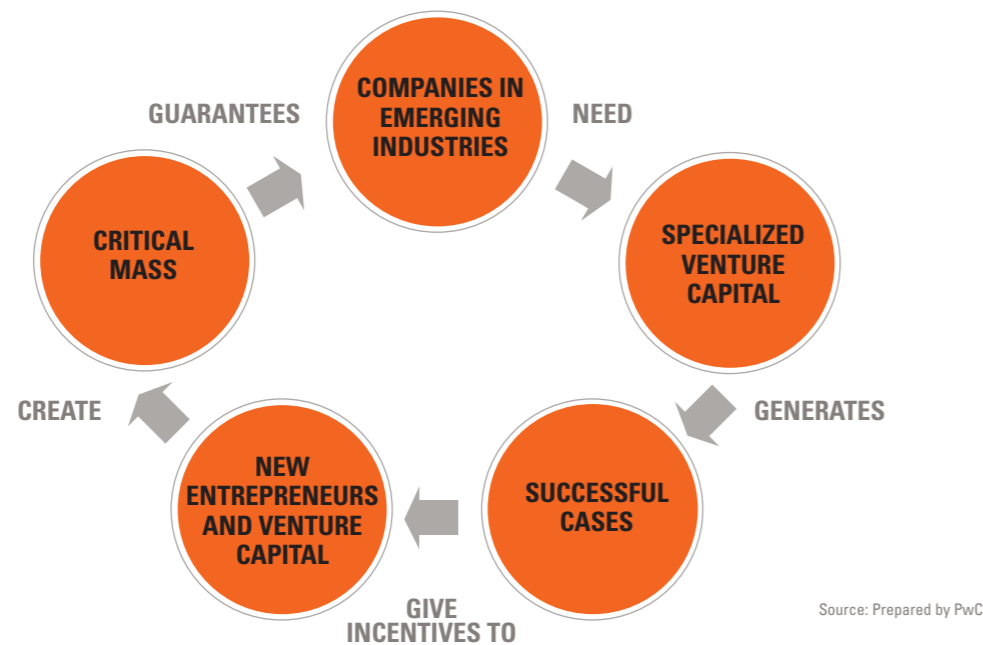 COMPANIES IN
EMERGING
INDUSTRIES
NEED
SPECIALIZED
VENTURE
CAPITAL
GENERATES
SUCCESSFUL
CASES
GIVE
INCENTIVES TO
NEW
ENTREPRENEURS
AND VENTURE
CAPITAL
CREATE
CRITICAL
MASS
GUARANTEES
Source: Prepared by PwC